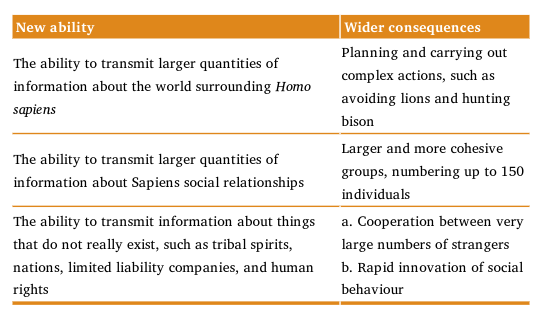 New ability
Wider consequences
The ability to transmit larger quantities of
information about the world surrounding Homo
sapiens
Planning and carrying out
complex actions, such as
avoiding lions and hunting
bison
The ability to transmit larger quantities of
information about Sapiens social relationships
Larger and more cohesive
groups, numbering up to 150
individuals
The ability to transmit information about things
that do not really exist, such as tribal spirits,
nations, limited liability companies, and human
rights
a. Cooperation between very
large numbers of strangers
b. Rapid innovation of social
behaviour